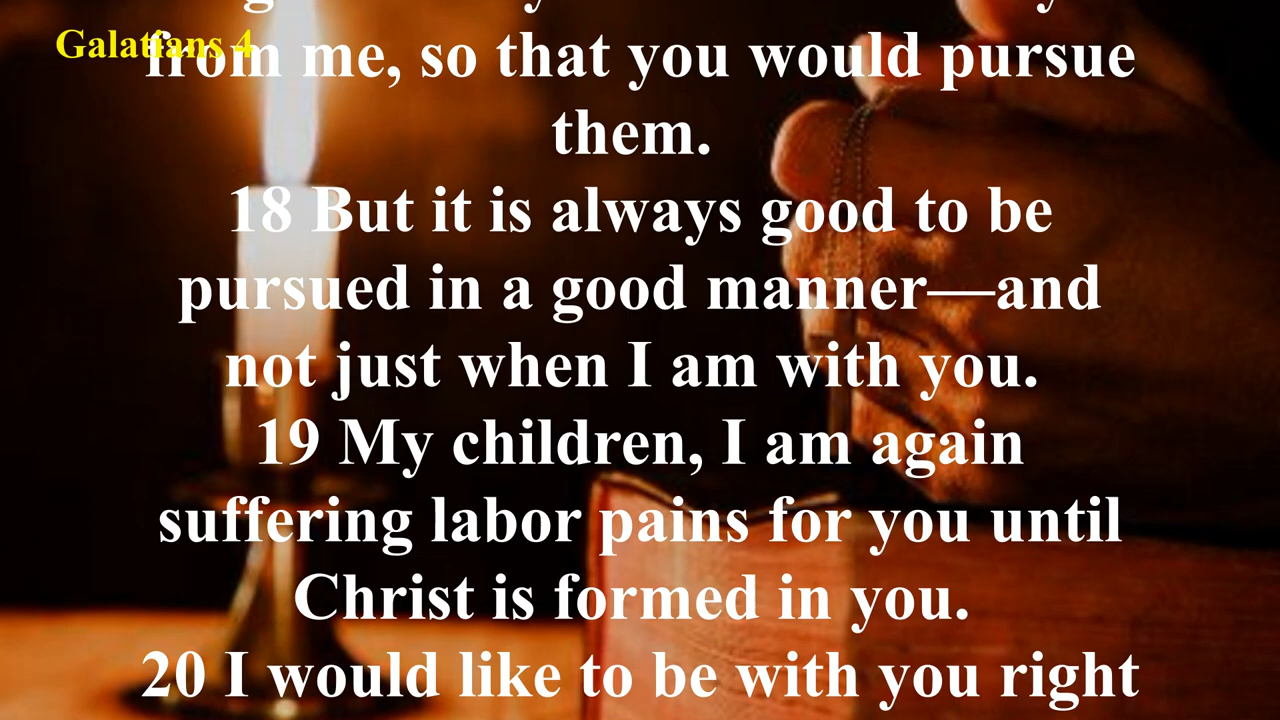 Galatians 4
from me, so that you would pursue
them.
18 But it is always good to be
pursued in a good manner—and
not just when I am with you.
19 My children, I am again
suffering labor pains for you until
Christ is formed in you.
20 I would like to be with you right